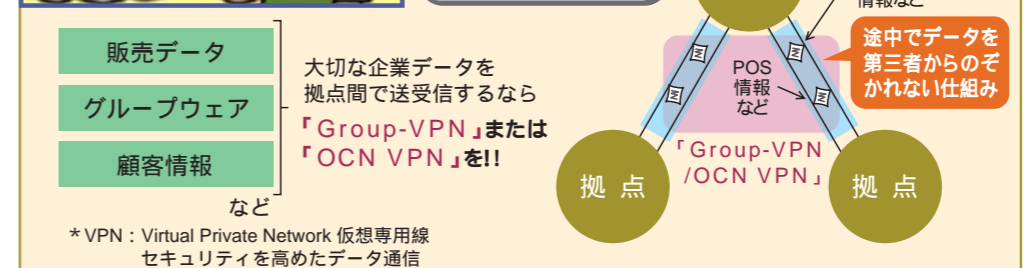 販売データ
グループウェア
顧客情報
など
大切な企業データを
拠点間で送受信するなら
「Group-VPN」または
「OCN VPN」を!!
*VPN：Virtual Private Network 仮想専用線
セキュリティを高めたデータ通信
情報など
途中でデータを
第三者からのぞ
かれない仕組み
POS
情報
など
「Group-VPN
/OCN VPN」
拠 点
拠 点